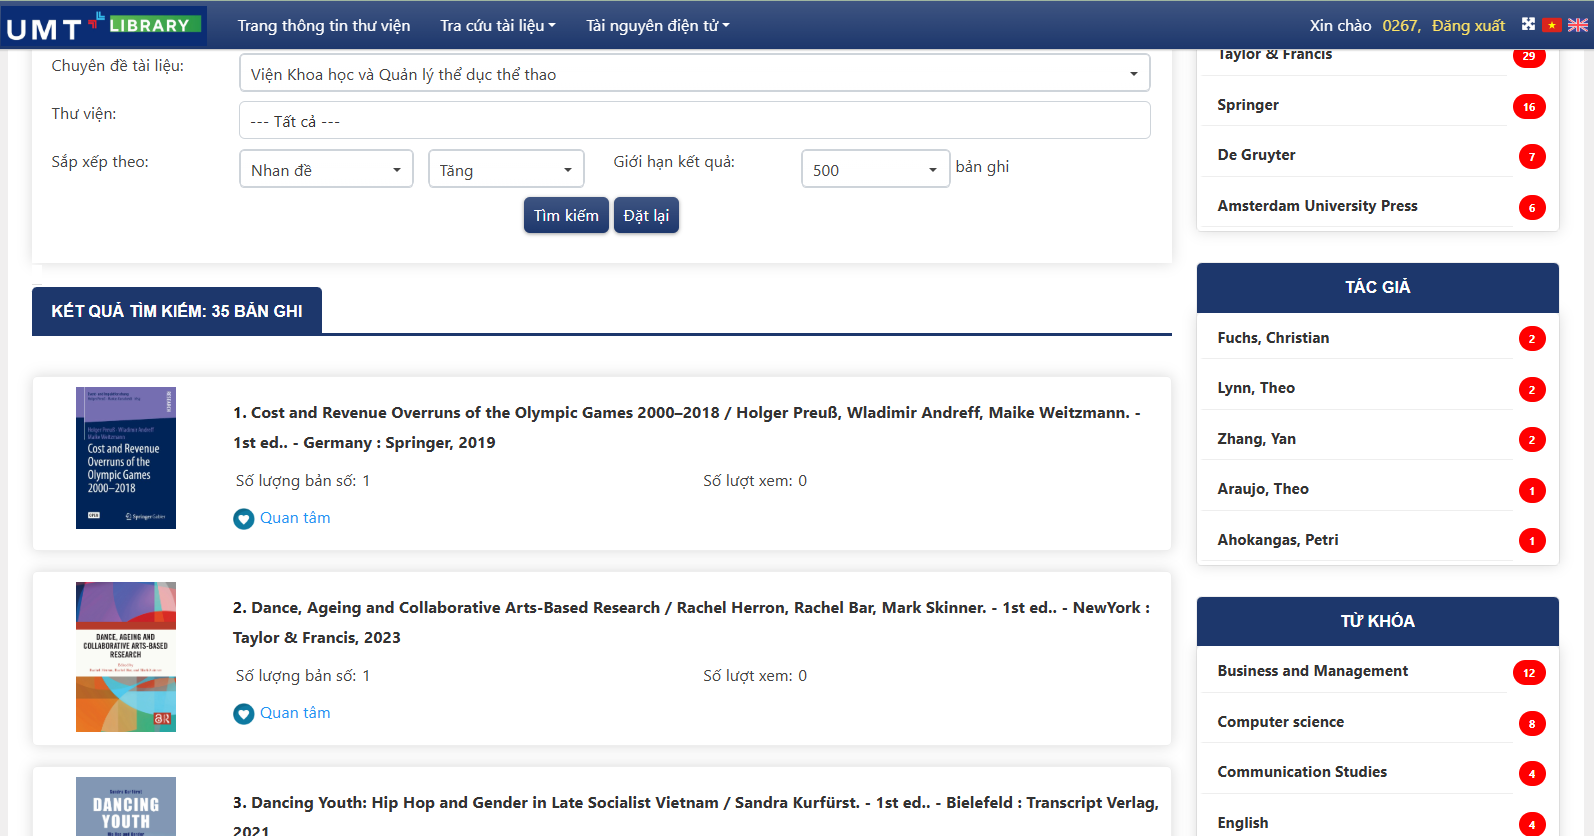 UMT LIBRARY
Trang thông tin thư viện
Tra cứu tài liệu
Tài nguyên điện tử
Xin chào 0267, Đăng xuất
Chuyên đề tài liệu:
Viện Khoa học và Quản lý thể dục thể thao
Thư viện:
--- Tất cả ---
Sắp xếp theo:
Nhan đề
Tăng
Giới hạn kết quả:
500
bản ghi
Tìm kiếm
Đặt lại
KẾT QUẢ TÌM KIẾM: 35 BẢN GHI
Holger Preuß · Wladimir Andreff
Maike Weitzmann
Cost and Revenue
Overruns of the
Olympic Games
2000–2018
1. Cost and Revenue Overruns of the Olympic Games 2000–2018 / Holger Preuß, Wladimir Andreff, Maike Weitzmann. -
1st ed.. - Germany : Springer, 2019
Số lượng bản số: 1
Số lượt xem: 0
Quan tâm
DANCE, AGEING AND
COLLABORATIVE ARTS-BASED
RESEARCH
2. Dance, Ageing and Collaborative Arts-Based Research / Rachel Herron, Rachel Bar, Mark Skinner. - 1st ed.. - NewYork :
Taylor & Francis, 2023
Số lượng bản số: 1
Số lượt xem: 0
Quan tâm
Sandra Kurfürst
DANCING
YOUTH
3. Dancing Youth: Hip Hop and Gender in Late Socialist Vietnam / Sandra Kurfürst. - 1st ed.. - Bielefeld : Transcript Verlag,
2021
Taylor & Francis 29
Springer 16
De Gruyter 7
Amsterdam University Press 6
TÁC GIẢ
Fuchs, Christian 2
Lynn, Theo 2
Zhang, Yan 2
Araujo, Theo 1
Ahokangas, Petri 1
TỪ KHÓA
Business and Management 12
Computer science 8
Communication Studies 4
English 4